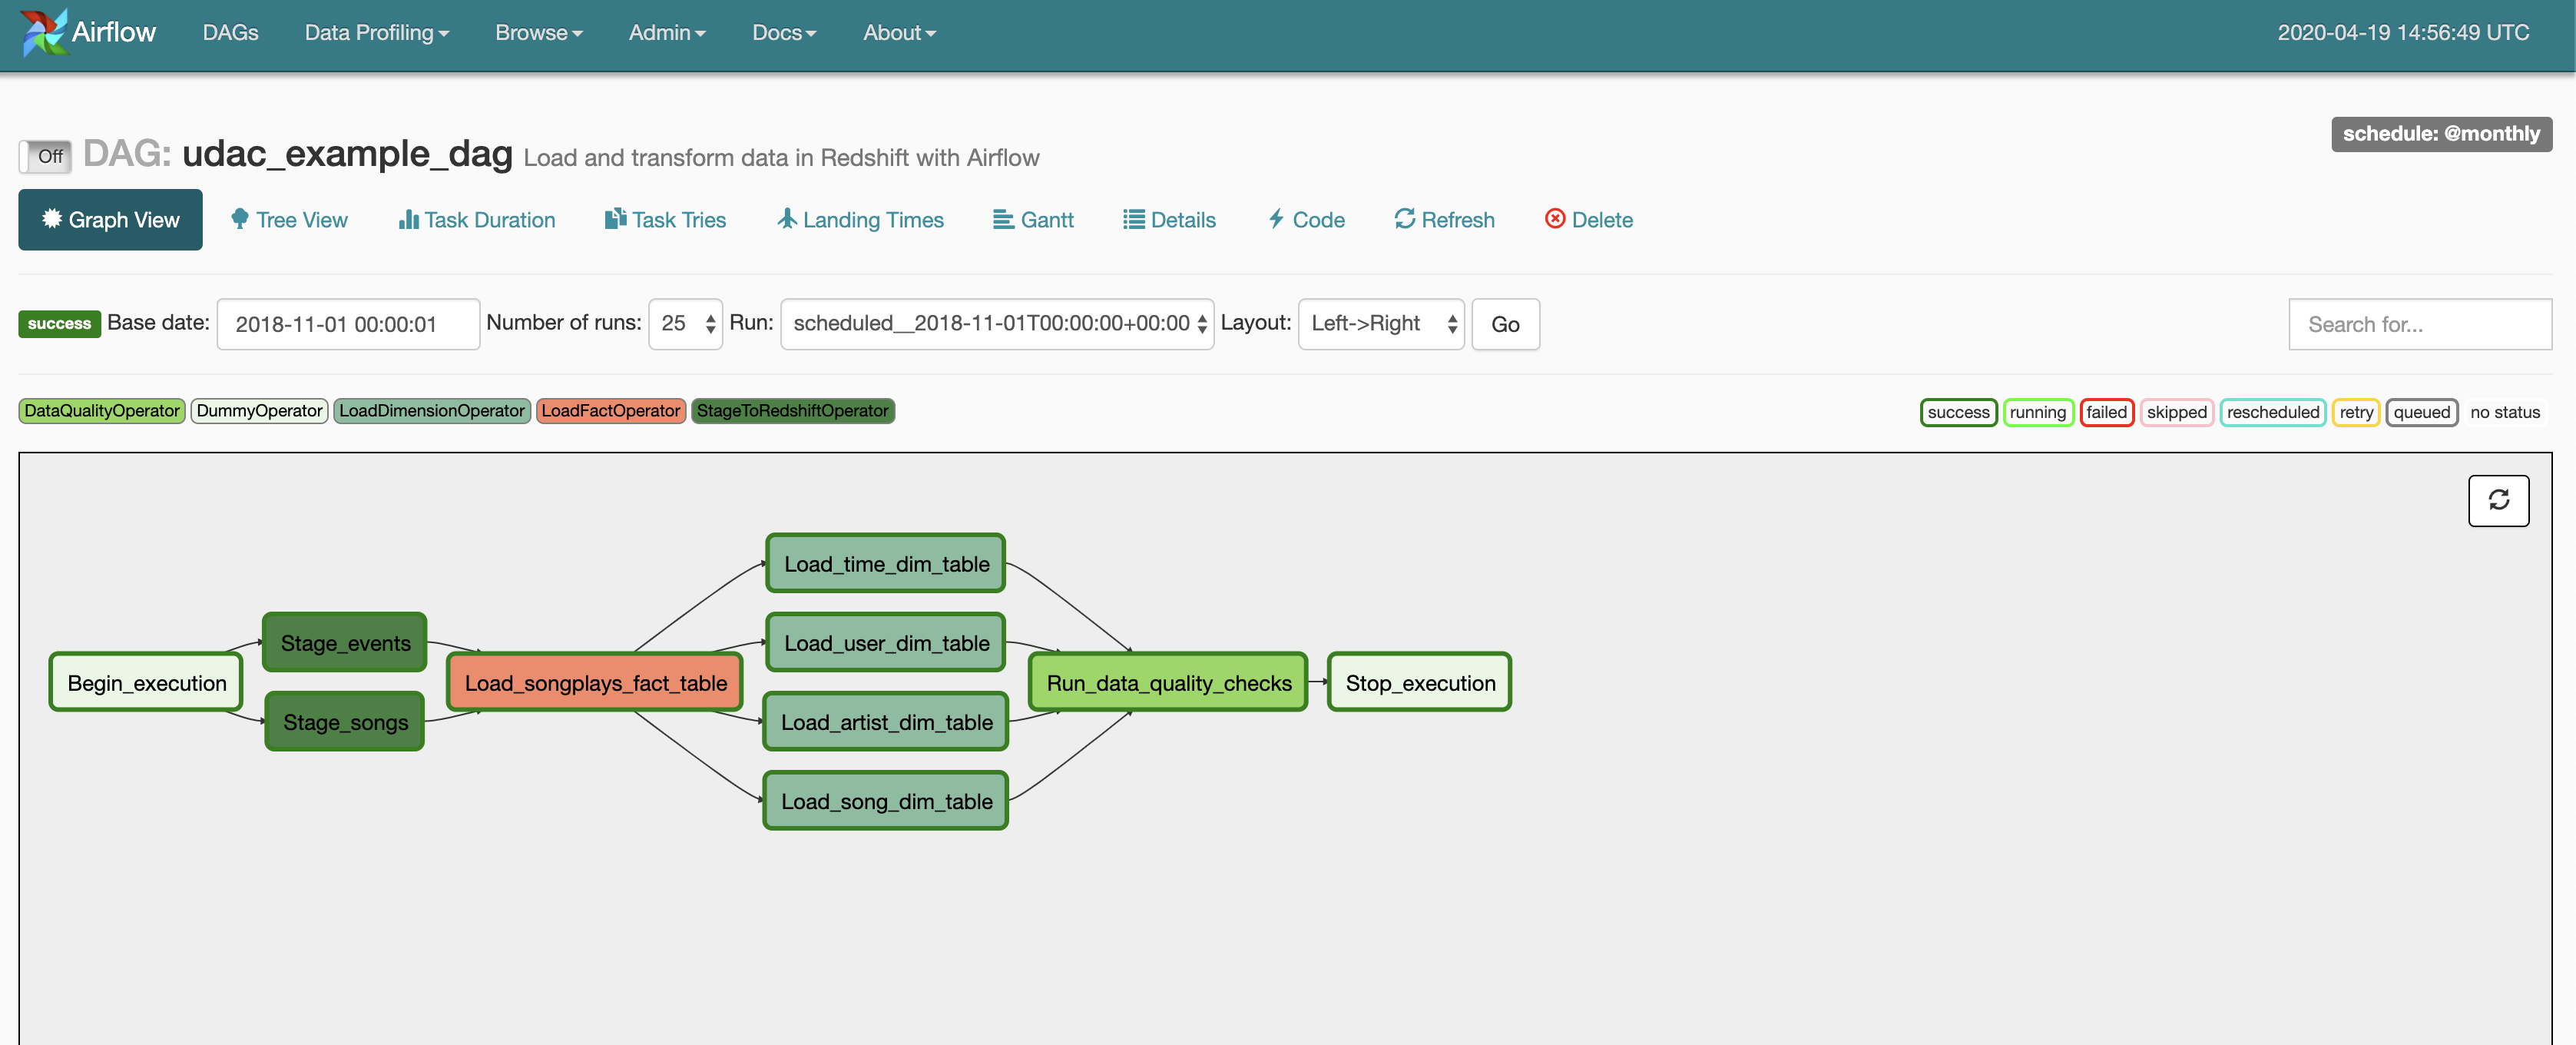 Airflow DAGs Data Profiling Browse Admin Docs About 2020-04-19 14:56:49 UTC
schedule: @monthly
Off DAG: udac_example_dag Load and transform data in Redshift with Airflow
Graph View Tree View Task Duration Task Tries Landing Times Gantt Details Code Refresh Delete
success Base date: 2018-11-01 00:00:01 Number of runs: 25 Run: scheduled__2018-11-01T00:00:00+00:00 Layout: Left->Right Go Search for...
DataQualityOperator DummyOperator LoadDimensionOperator LoadFactOperator StageToRedshiftOperator success running failed skipped rescheduled retry queued no status
Load_time_dim_table
Stage_events Load_user_dim_table
Begin_execution Load_songplays_fact_table Run_data_quality_checks Stop_execution
Stage_songs Load_artist_dim_table
Load_song_dim_table